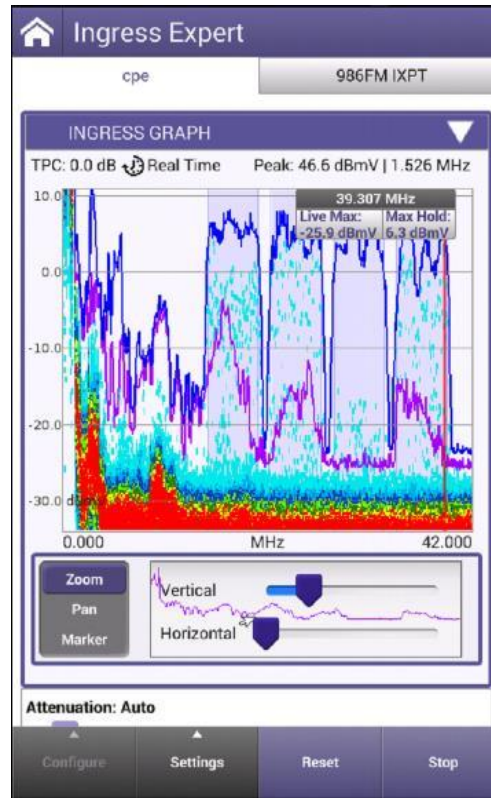 Ingress Expert
cpe
986FM IXPT
INGRESS GRAPH
TPC: 0.0 dB Real Time Peak: 46.6 dBmV | 1.526 MHz
39.307 MHz
Live Max: Max Hold:
-25.9 dBmV 6.3 dBmV
10.0
0.0
-10.0
-20.0
-30.0
0.000 MHz 42.000
Zoom
Pan
Marker
Vertical
Horizontal
Attenuation: Auto
Configure Settings Reset Stop